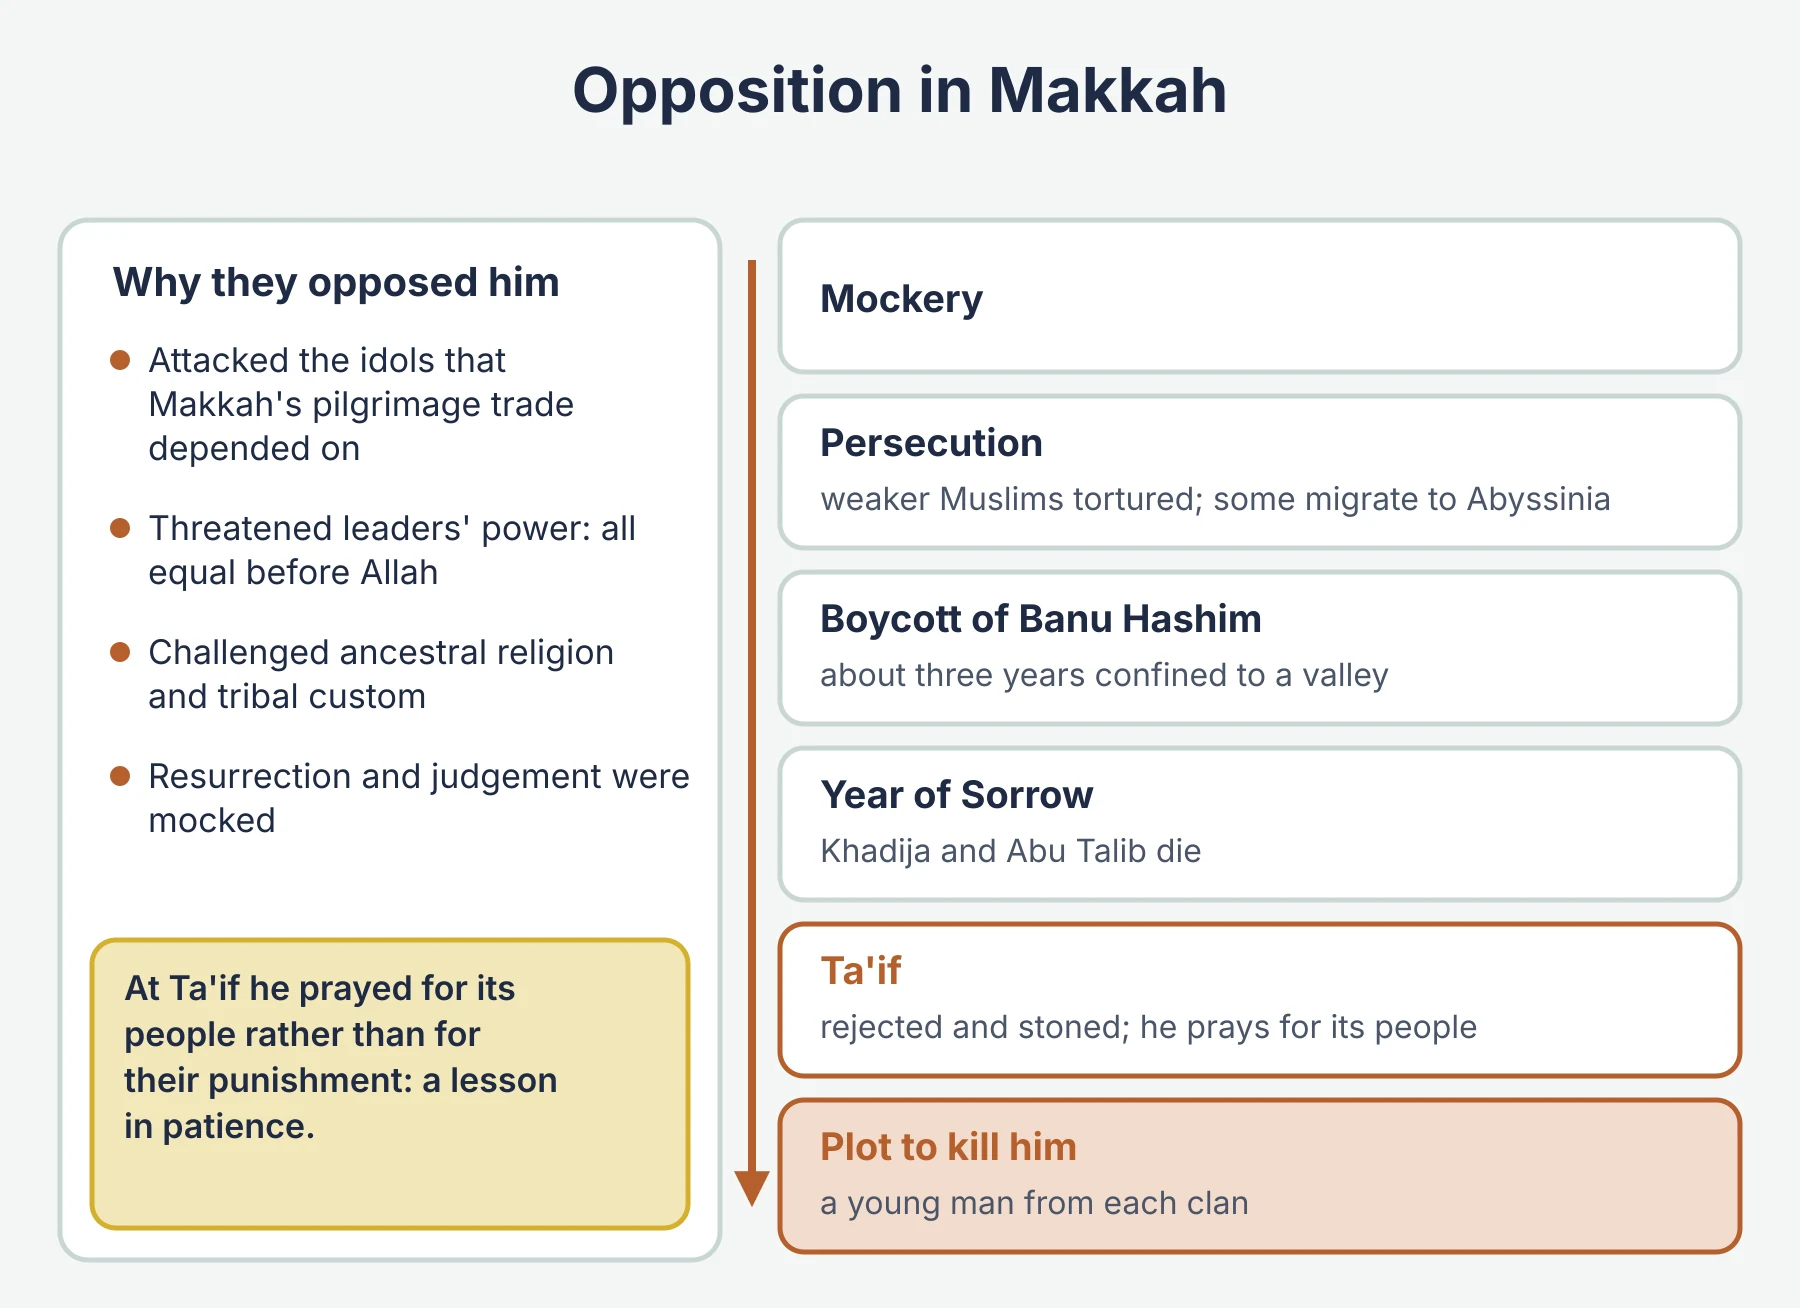 Opposition in Makkah
Why they opposed him
Attacked the idols that
Makkah's pilgrimage trade
depended on
Threatened leaders' power: all
equal before Allah
Challenged ancestral religion
and tribal custom
Resurrection and judgement were
mocked
At Ta'if he prayed for its
people rather than for
their punishment: a lesson
in patience.
Mockery
Persecution
weaker Muslims tortured; some migrate to Abyssinia
Boycott of Banu Hashim
about three years confined to a valley
Year of Sorrow
Khadija and Abu Talib die
Ta'if
rejected and stoned; he prays for its people
Plot to kill him
a young man from each clan